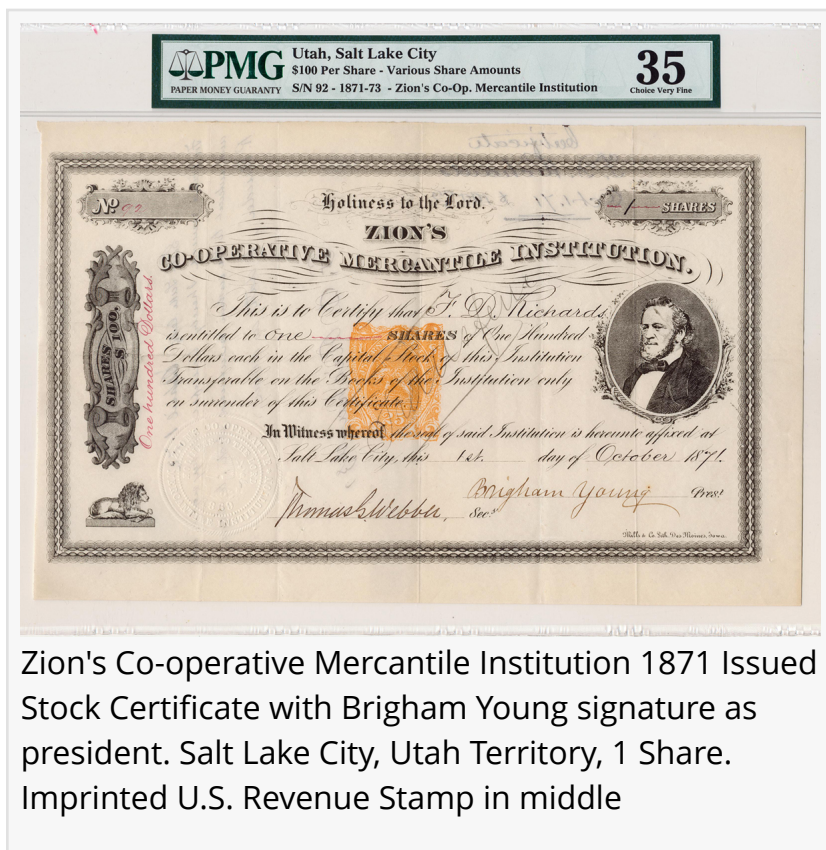 PMG
PAPER MONEY GUARANTY
Utah, Salt Lake City
$100 Per Share - Various Share Amounts
S/N 92 - 1871-73 - Zion's Co-Op. Mercantile Institution
35
Choice Very Fine
Certificate
No
Holiness to the Lord.
1 SHARES
ZION'S
CO-OPERATIVE MERCANTILE INSTITUTION.
SHARES $100.
One hundred Dollars.
This is to Certify that F. D. Richards
is entitled to one SHARES of One Hundred
Dollars each in the Capital Stock of this Institution
Transferable on the Books of the Institution only
on surrender of this Certificate.
In Witness whereof the seal of said Institution is hereunto affixed at
Salt Lake City, this 1st. day of October 1871.
Thomas G. Webber, Secy
Brigham Young Prest
Mills & Co. Lith. Des Moines, Iowa.
Zion's Co-operative Mercantile Institution 1871 Issued
Stock Certificate with Brigham Young signature as
president. Salt Lake City, Utah Territory, 1 Share.
Imprinted U.S. Revenue Stamp in middle